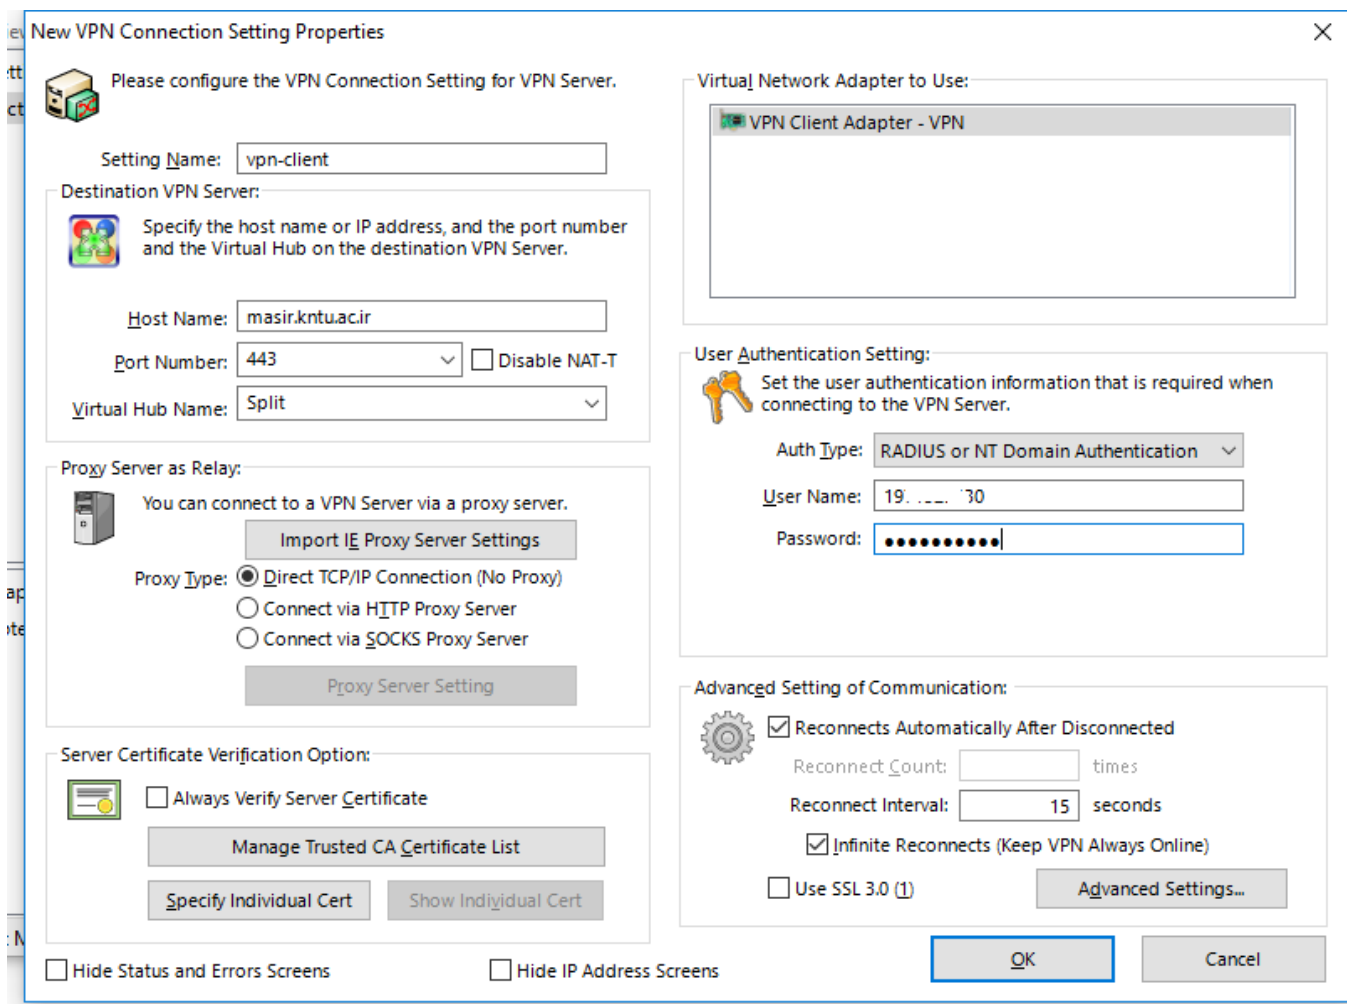 New VPN Connection Setting Properties
Please configure the VPN Connection Setting for VPN Server.
Setting Name: vpn-client
Destination VPN Server:
Specify the host name or IP address, and the port number
and the Virtual Hub on the destination VPN Server.
Host Name: masir.kntu.ac.ir
Port Number: 443 Disable NAT-T
Virtual Hub Name: Split
Proxy Server as Relay:
You can connect to a VPN Server via a proxy server.
Import IE Proxy Server Settings
Proxy Type: Direct TCP/IP Connection (No Proxy)
Connect via HTTP Proxy Server
Connect via SOCKS Proxy Server
Proxy Server Setting
Server Certificate Verification Option:
Always Verify Server Certificate
Manage Trusted CA Certificate List
Specify Individual Cert Show Individual Cert
Hide Status and Errors Screens Hide IP Address Screens
Virtual Network Adapter to Use:
VPN Client Adapter - VPN
User Authentication Setting:
Set the user authentication information that is required when
connecting to the VPN Server.
Auth Type: RADIUS or NT Domain Authentication
User Name:
Password: ●●●●●●●●●●
Advanced Setting of Communication:
Reconnects Automatically After Disconnected
Reconnect Count: times
Reconnect Interval: 15 seconds
Infinite Reconnects (Keep VPN Always Online)
Use SSL 3.0 (1) Advanced Settings...
OK Cancel